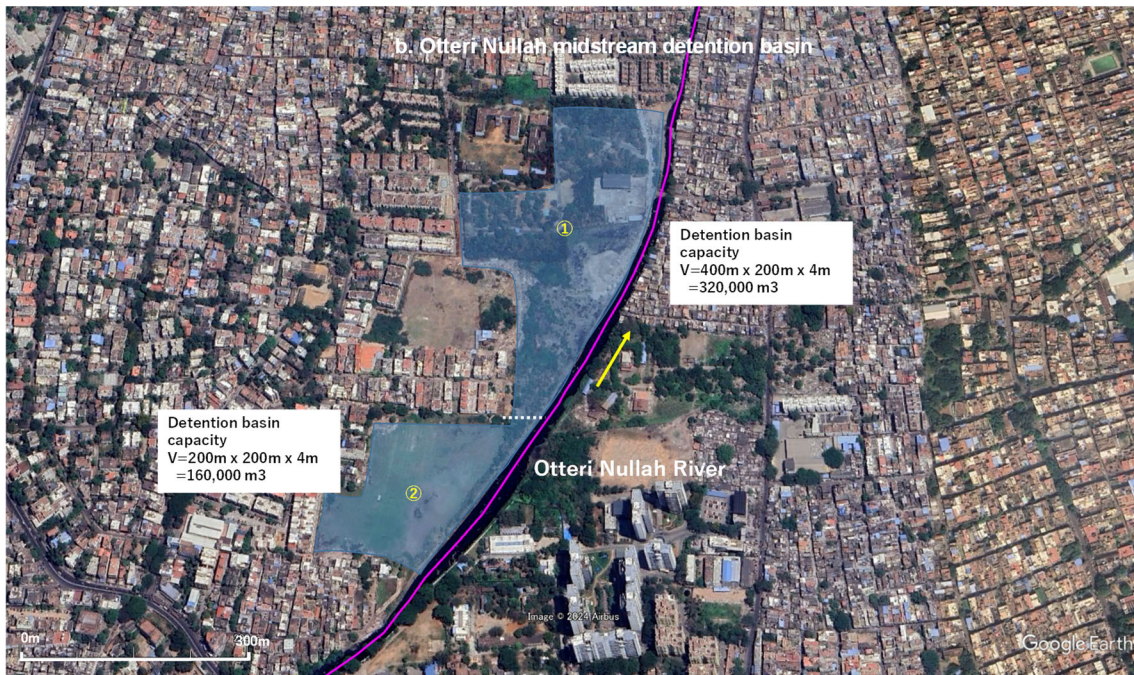 b. Otteri Nullah midstream detention basin
①
Detention basin
capacity
V=400m x 200m x 4m
=320,000 m3
Detention basin
capacity
V=200m x 200m x 4m
=160,000 m3
②
Otteri Nullah River
Image © 2024 Airbus
0m
300m
Google Earth